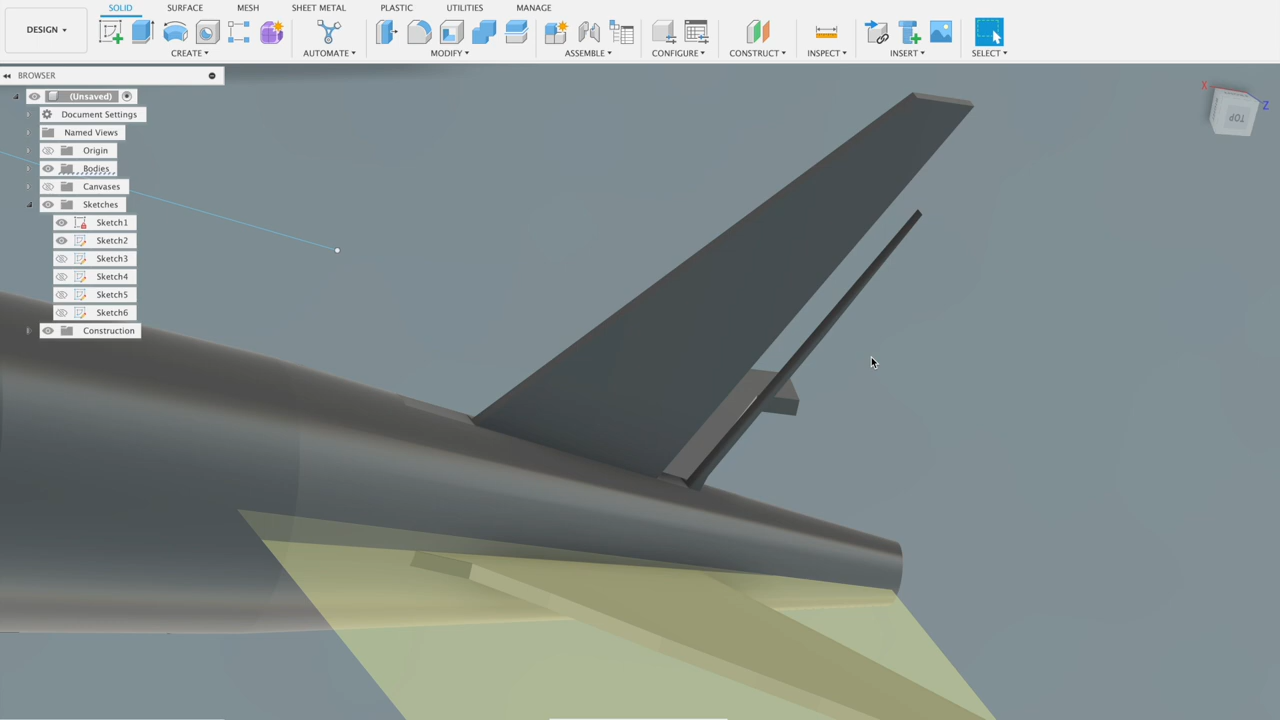 SOLID SURFACE MESH SHEET METAL PLASTIC UTILITIES MANAGE
DESIGN
CREATE AUTOMATE MODIFY ASSEMBLE CONFIGURE CONSTRUCT INSPECT INSERT SELECT
BROWSER
(Unsaved)
Document Settings
Named Views
Origin
Bodies
Canvases
Sketches
Sketch1
Sketch2
Sketch3
Sketch4
Sketch5
Sketch6
Construction
X
Z
TOP